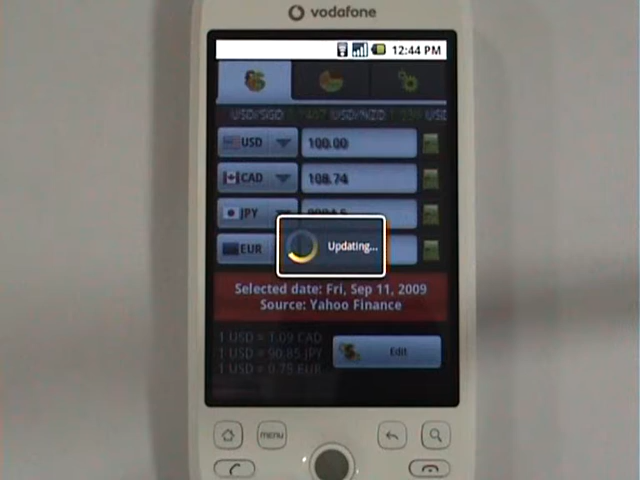 vodafone
12:44 PM
USD/SGD USD/NZD
USD 100.00
CAD 108.74
JPY
EUR
Updating...
Selected date: Fri, Sep 11, 2009
Source: Yahoo Finance
1 USD = 1.09 CAD
1 USD = 90.85 JPY
Edit
1 USD = 0.75 EUR
menu